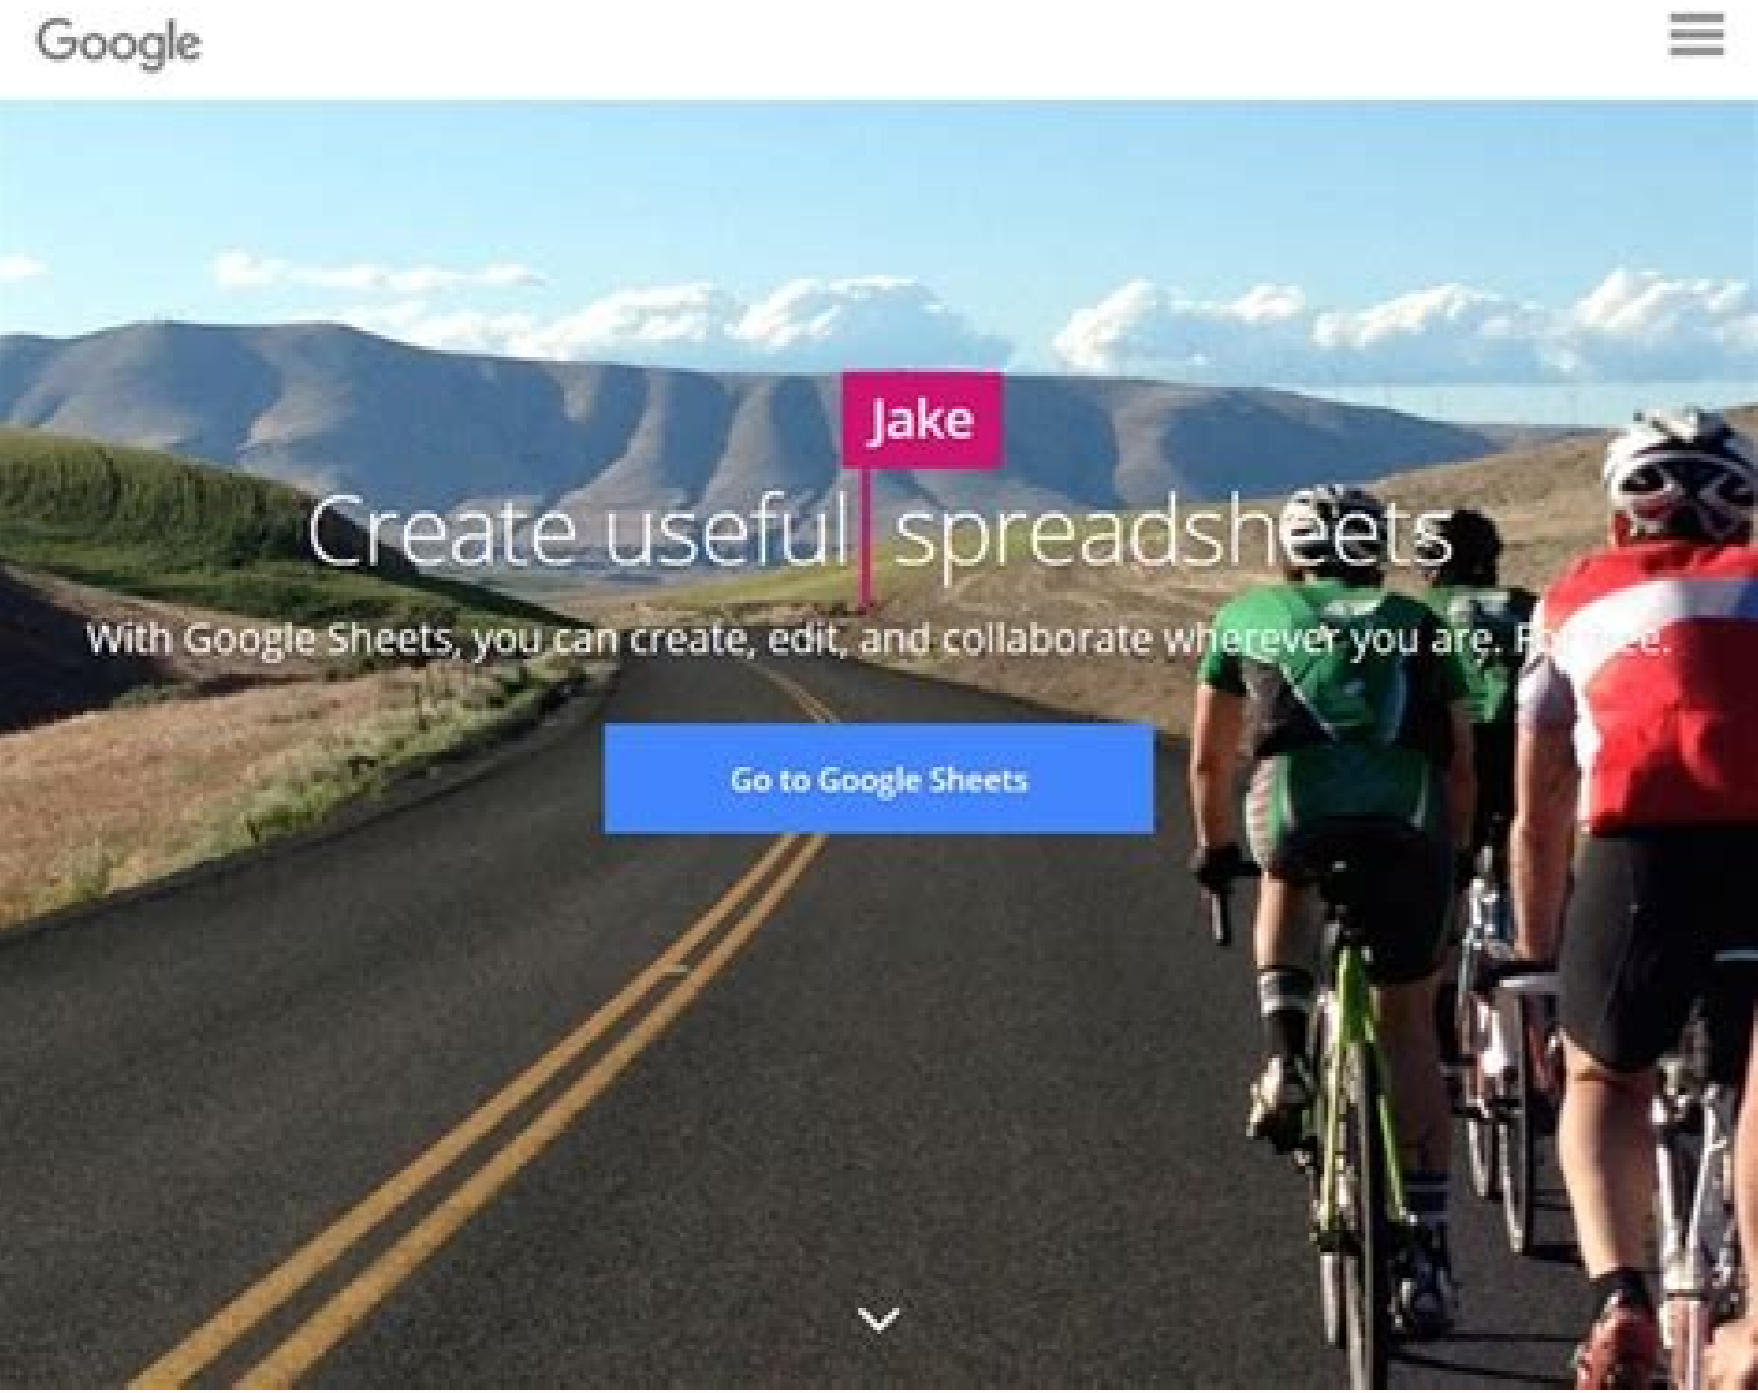 Google
Jake
Create useful spreadsheets
With Google Sheets, you can create, edit, and collaborate wherever you are.
Go to Google Sheets